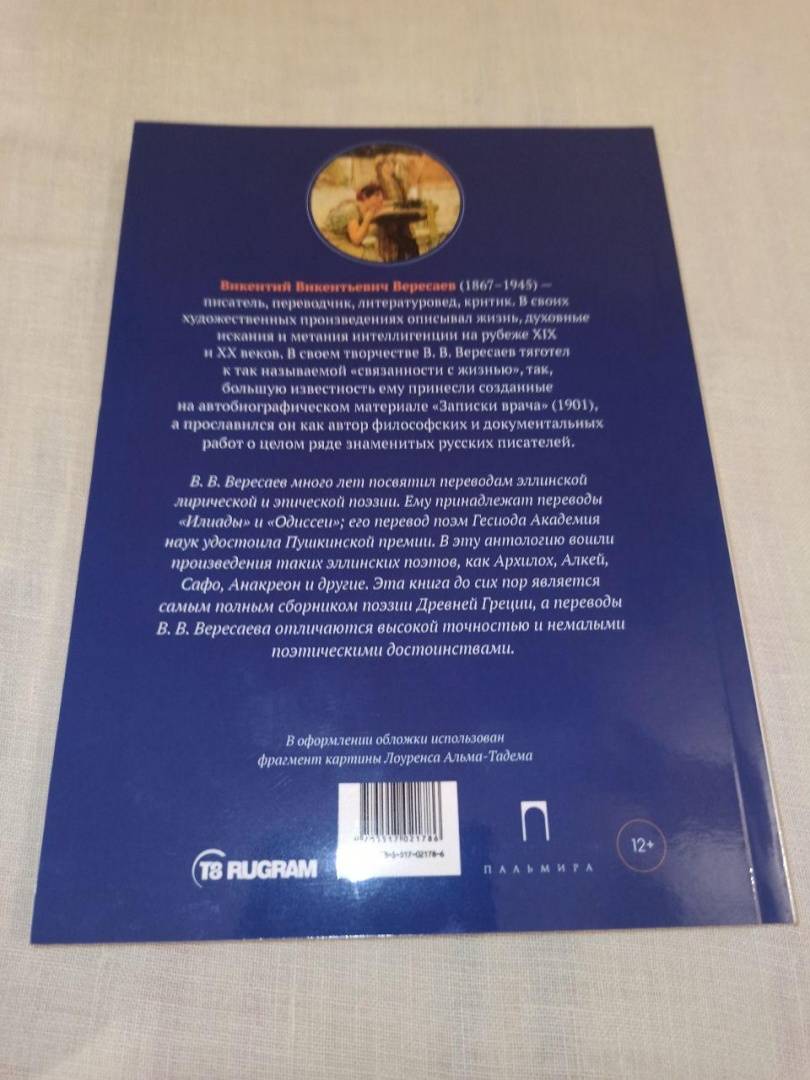 Викентий Викентьевич Вересаев (1867–1945) —
писатель, переводчик, литературовед, критик. В своих
художественных произведениях описывал жизнь, духовные
искания и метания интеллигенции на рубеже XIX
и XX веков. В своем творчестве В. В. Вересаев тяготел
к так называемой «связанности с жизнью», так,
большую известность ему принесли созданные
на автобиографическом материале «Записки врача» (1901),
а прославился он как автор философских и документальных
работ о целом ряде знаменитых русских писателей.
В. В. Вересаев много лет посвятил переводам эллинской
лирической и эпической поэзии. Ему принадлежат переводы
«Илиады» и «Одиссеи»; его перевод поэм Гесиода Академия
наук удостоила Пушкинской премии. В эту антологию вошли
произведения таких эллинских поэтов, как Архилох, Алкей,
Сафо, Анакреон и другие. Эта книга до сих пор является
самым полным сборником поэзии Древней Греции, а переводы
В. В. Вересаева отличаются высокой точностью и немалыми
поэтическими достоинствами.
В оформлении обложки использован
фрагмент картины Лоуренса Альма-Тадема
T8 RUGRAM
ПАЛЬМИРА
12+